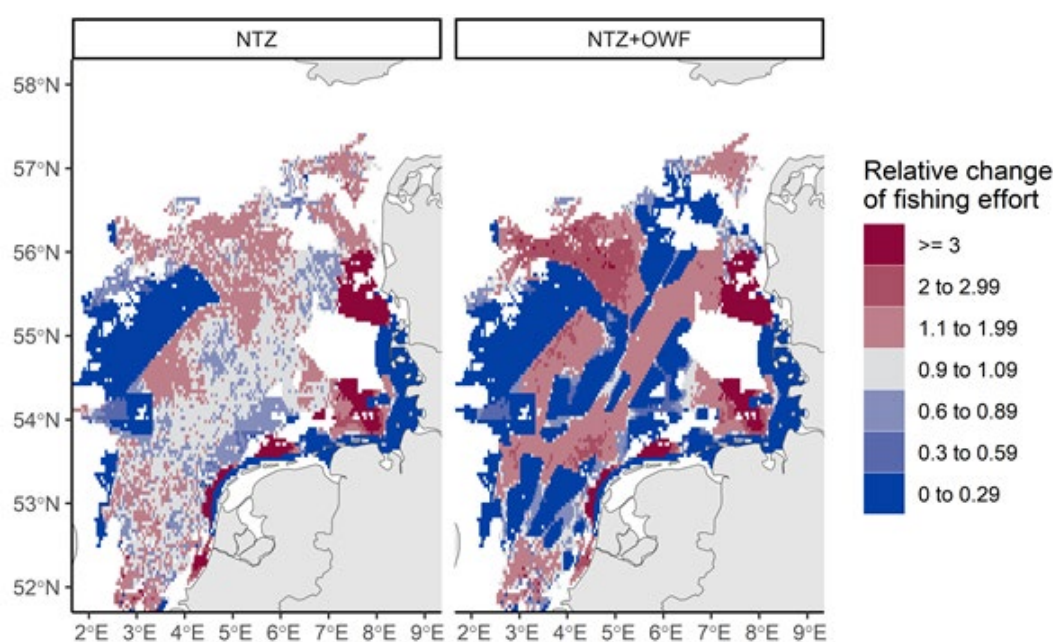 NTZ
NTZ+OWF
58°N
57°N
56°N
55°N
54°N
53°N
52°N
2°E 3°E 4°E 5°E 6°E 7°E 8°E 9°E
2°E 3°E 4°E 5°E 6°E 7°E 8°E 9°E
Relative change
of fishing effort
>= 3
2 to 2.99
1.1 to 1.99
0.9 to 1.09
0.6 to 0.89
0.3 to 0.59
0 to 0.29